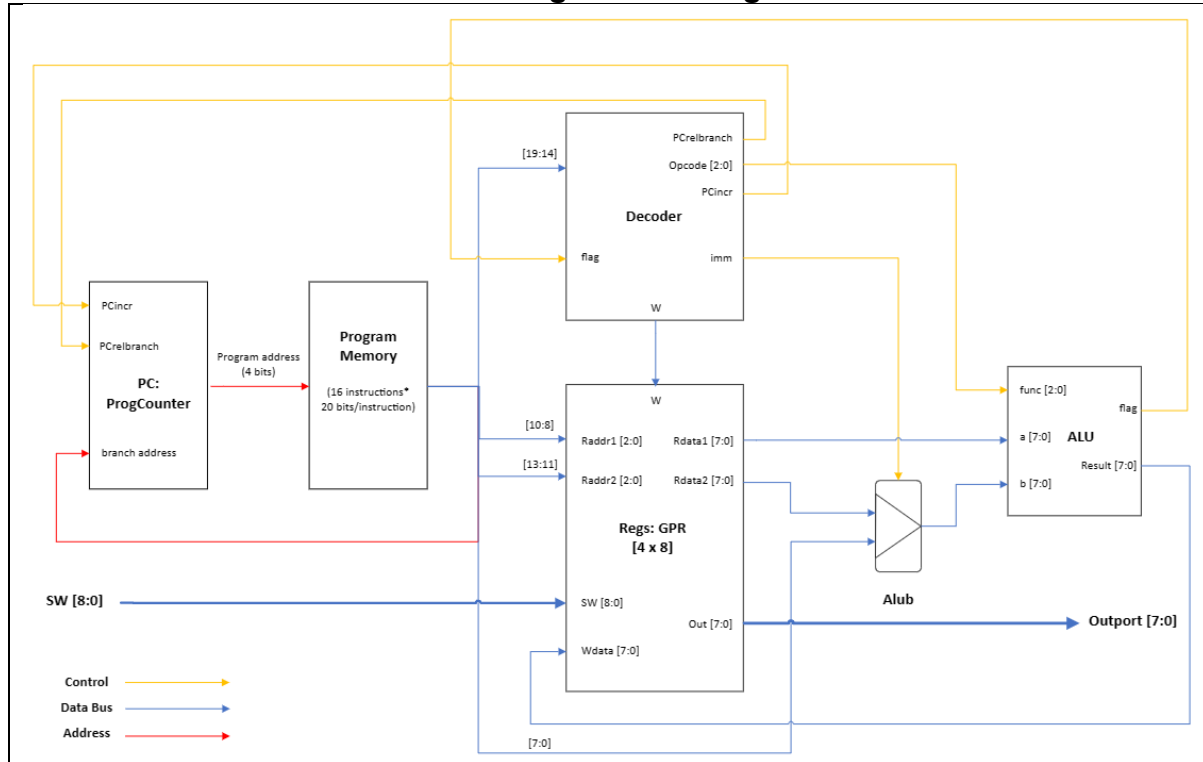 PCrelbranch
[19:14]
Opcode [2:0]
PCincr
Decoder
flag
imm
W
PCincr
PCrelbranch
PC:
ProgCounter
branch address
Program address
(4 bits)
Program
Memory
(16 instructions*
20 bits/instruction)
W
[10:8]
Raddr1 [2:0]
Rdata1 [7:0]
[13:11]
Raddr2 [2:0]
Rdata2 [7:0]
Regs: GPR
[4 x 8]
func [2:0]
flag
a [7:0]
ALU
Result [7:0]
b [7:0]
Alub
SW [8:0]
SW [8:0]
Out [7:0]
Outport [7:0]
Wdata [7:0]
Control
Data Bus
Address
[7:0]